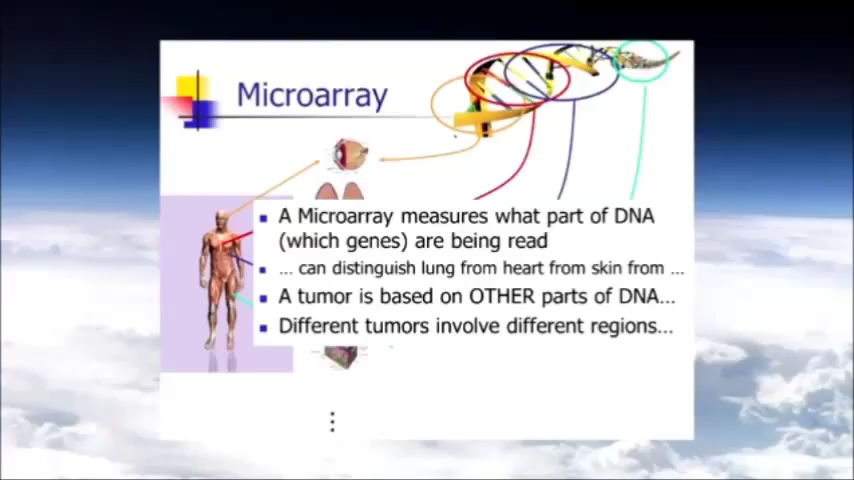 Microarray
A Microarray measures what part of DNA
(which genes) are being read
... can distinguish lung from heart from skin from ...
A tumor is based on OTHER parts of DNA...
Different tumors involve different regions...